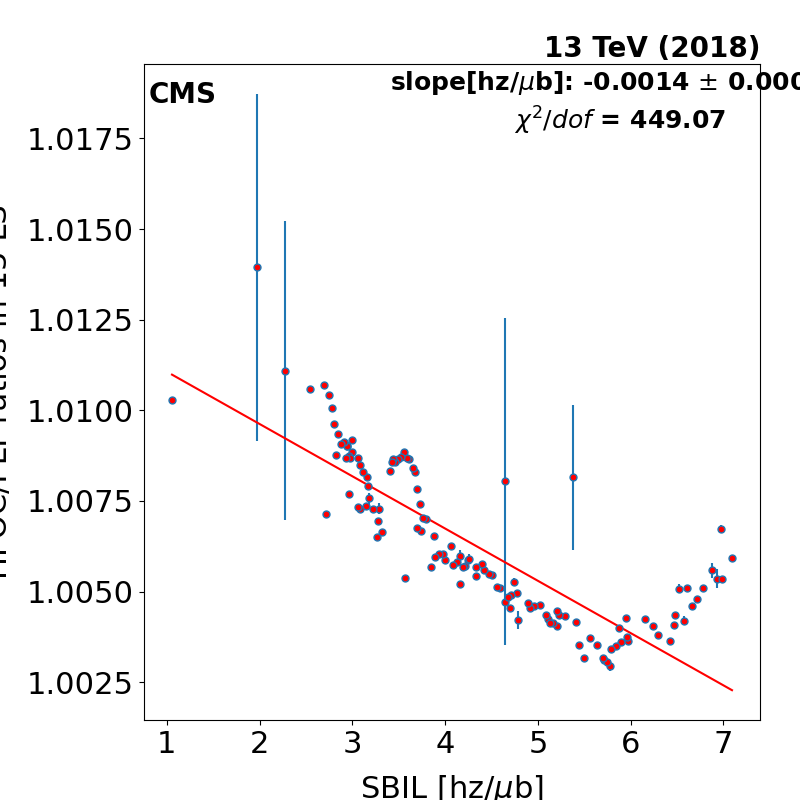 13 TeV (2018)
CMS
slope[hz/μb]: -0.0014 ± 0.000
χ²/dof = 449.07
1.0175
1.0150
1.0125
1.0100
1.0075
1.0050
1.0025
1 2 3 4 5 6 7
SBIL [hz/μb]